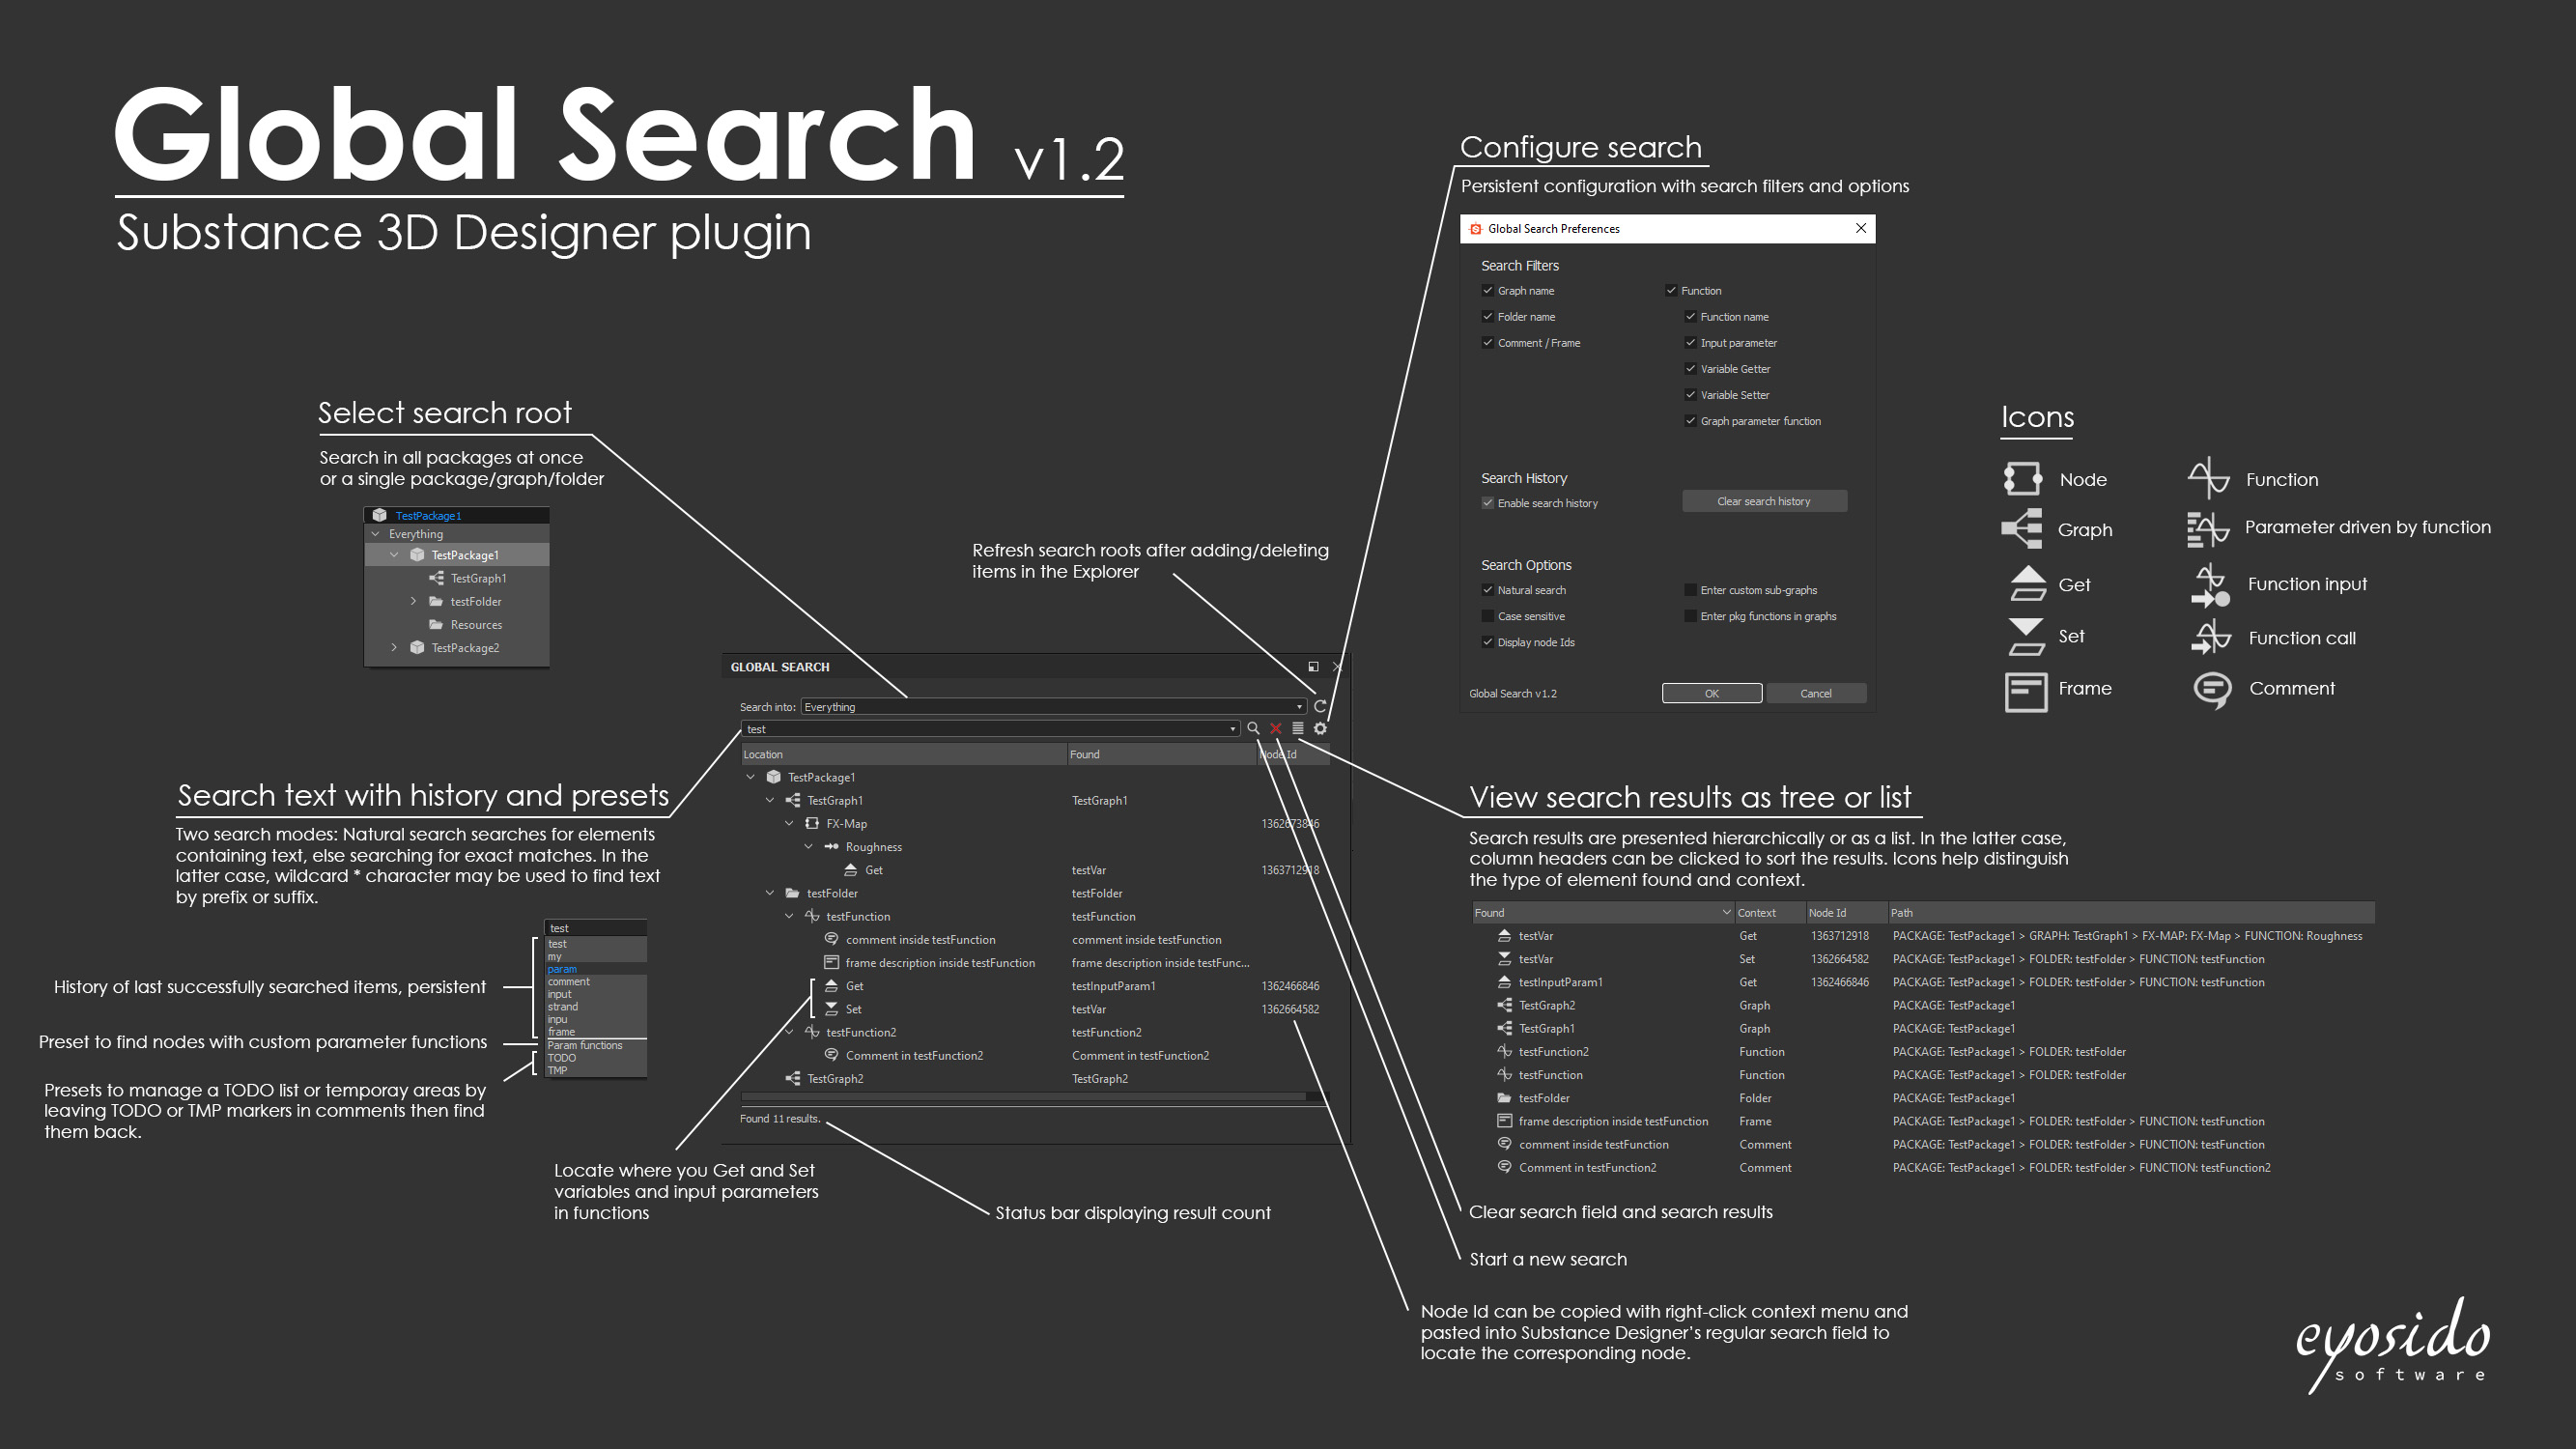 Global Search v1.2
Substance 3D Designer plugin
Configure search
Persistent configuration with search filters and options
Global Search Preferences
Search Filters
Graph name
Function
Folder name
Function name
Comment / Frame
Input parameter
Variable Getter
Variable Setter
Graph parameter function
Search History
Enable search history
Clear search history
Search Options
Natural search
Enter custom sub-graphs
Case sensitive
Enter pkg functions in graphs
Display node Ids
Global Search v1.2
OK
Cancel
Icons
Node
Function
Graph
Parameter driven by function
Get
Function input
Set
Function call
Frame
Comment
Select search root
Search in all packages at once
or a single package/graph/folder
TestPackage1
Everything
TestPackage1
TestGraph1
testFolder
Resources
TestPackage2
Refresh search roots after adding/deleting
items in the Explorer
GLOBAL SEARCH
Search into: Everything
test
Location Found Node Id
TestPackage1
TestGraph1 TestGraph1
FX-Map 1362673846
Roughness
Get testVar 1363712918
testFolder testFolder
testFunction testFunction
comment inside testFunction comment inside testFunction
frame description inside testFunction frame description inside testFunc...
Get testInputParam1 1362466846
Set testVar 1362664582
testFunction2 testFunction2
Comment in testFunction2 Comment in testFunction2
TestGraph2 TestGraph2
Found 11 results.
Search text with history and presets
Two search modes: Natural search searches for elements
containing text, else searching for exact matches. In the
latter case, wildcard * character may be used to find text
by prefix or suffix.
test
test
my
param
comment
input
strand
inpu
frame
Param functions
TODO
TMP
History of last successfully searched items, persistent
Preset to find nodes with custom parameter functions
Presets to manage a TODO list or temporay areas by
leaving TODO or TMP markers in comments then find
them back.
Locate where you Get and Set
variables and input parameters
in functions
Status bar displaying result count
View search results as tree or list
Search results are presented hierarchically or as a list. In the latter case,
column headers can be clicked to sort the results. Icons help distinguish
the type of element found and context.
Found Context Node Id Path
testVar Get 1363712918 PACKAGE: TestPackage1 > GRAPH: TestGraph1 > FX-MAP: FX-Map > FUNCTION: Roughness
testVar Set 1362664582 PACKAGE: TestPackage1 > FOLDER: testFolder > FUNCTION: testFunction
testInputParam1 Get 1362466846 PACKAGE: TestPackage1 > FOLDER: testFolder > FUNCTION: testFunction
TestGraph2 Graph PACKAGE: TestPackage1
TestGraph1 Graph PACKAGE: TestPackage1
testFunction2 Function PACKAGE: TestPackage1 > FOLDER: testFolder
testFunction Function PACKAGE: TestPackage1 > FOLDER: testFolder
testFolder Folder PACKAGE: TestPackage1
frame description inside testFunction Frame PACKAGE: TestPackage1 > FOLDER: testFolder > FUNCTION: testFunction
comment inside testFunction Comment PACKAGE: TestPackage1 > FOLDER: testFolder > FUNCTION: testFunction
Comment in testFunction2 Comment PACKAGE: TestPackage1 > FOLDER: testFolder > FUNCTION: testFunction2
Clear search field and search results
Start a new search
Node Id can be copied with right-click context menu and
pasted into Substance Designer's regular search field to
locate the corresponding node.
eyosido
software